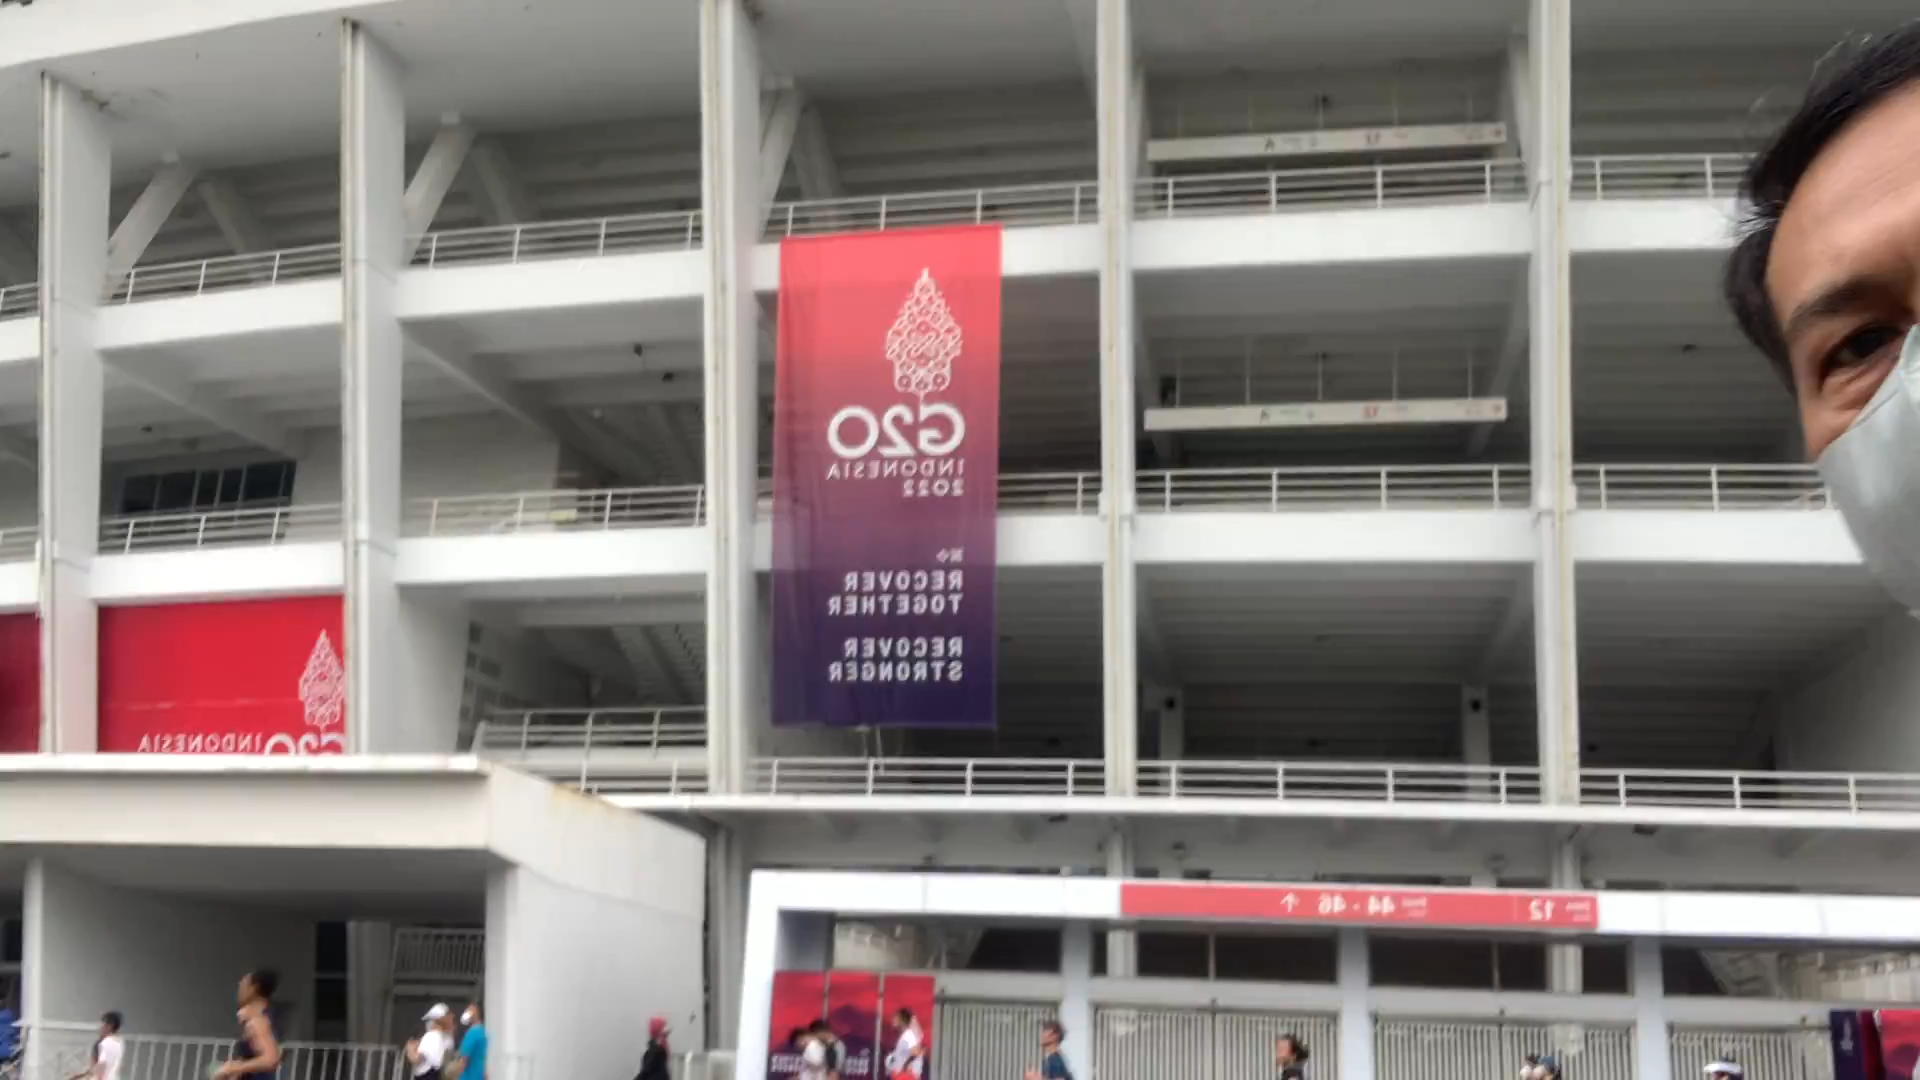 G20
INDONESIA
2022
RECOVER
TOGETHER
RECOVER
STRONGER
G20 INDONESIA
44 - 46
12